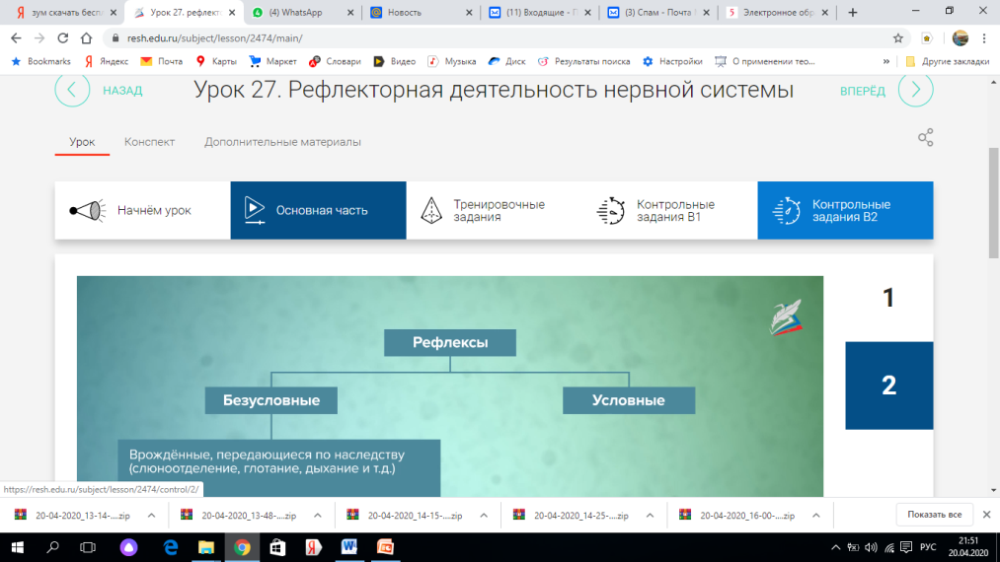 зум скачать бесп
Урок 27. рефлект
(4) WhatsApp
Новость
(11) Входящие - П
(3) Спам - Почта
5 Электронное обр
resh.edu.ru/subject/lesson/2474/main/
Bookmarks
Яндекс
Почта
Карты
Маркет
Словари
Видео
Музыка
Диск
Результаты поиска
Настройки
О применении тео...
»
Другие закладки
НАЗАД
Урок 27. Рефлекторная деятельность нервной системы
ВПЕРЁД
Урок
Конспект
Дополнительные материалы
Начнём урок
Основная часть
Тренировочные
задания
Контрольные
задания В1
Контрольные
задания В2
1
2
Рефлексы
Безусловные
Условные
Врождённые, передающиеся по наследству
(слюноотделение, глотание, дыхание и т.д.)
https://resh.edu.ru/subject/lesson/2474/control/2/
20-04-2020_13-14-....zip
20-04-2020_13-48-....zip
20-04-2020_14-15-....zip
20-04-2020_14-25-....zip
20-04-2020_16-00-....zip
Показать все
РУС
21:51
20.04.2020